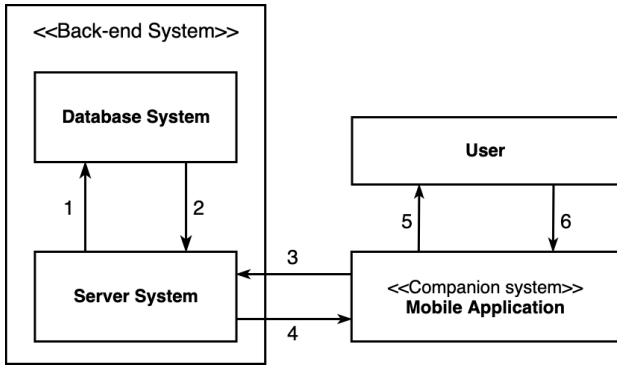 <<Back-end System>>
Database System
User
1
2
5
6
3
Server System
<<Companion system>>
Mobile Application
4